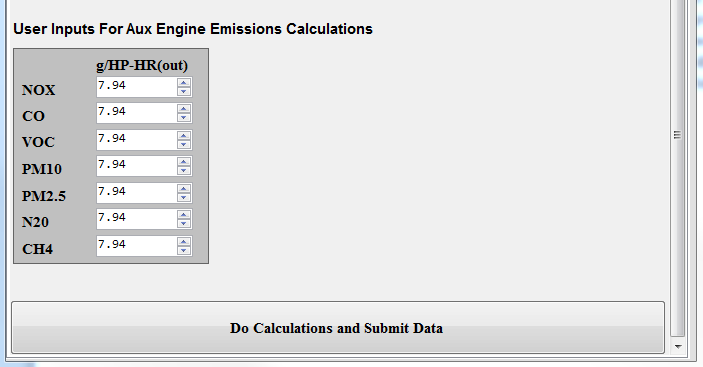 User Inputs For Aux Engine Emissions Calculations
g/HP-HR(out)
NOX 7.94
CO 7.94
VOC 7.94
PM10 7.94
PM2.5 7.94
N20 7.94
CH4 7.94
Do Calculations and Submit Data